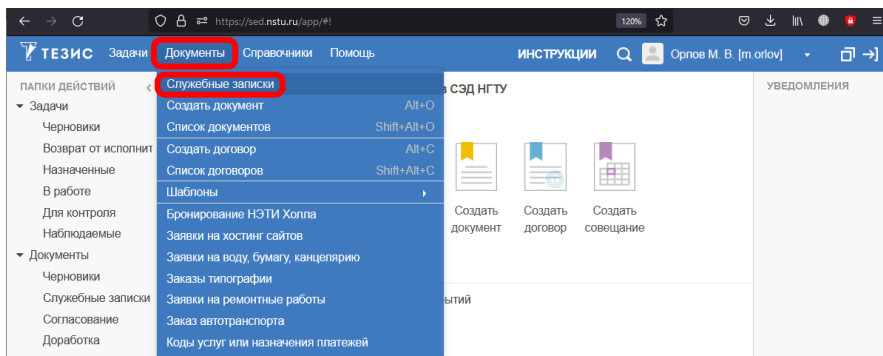 https://sed.nstu.ru/app/#! 120%
ТЕЗИС Задачи Документы Справочники Помощь ИНСТРУКЦИИ Орлов М. В. [m.orlov]
ПАПКИ ДЕЙСТВИЙ
Задачи
Черновики
Возврат от исполнит
Назначенные
В работе
Для контроля
Наблюдаемые
Документы
Черновики
Служебные записки
Согласование
Доработка
Служебные записки
Создать документ Alt+O
Список документов Shift+Alt+O
Создать договор Alt+C
Список договоров Shift+Alt+C
Шаблоны
Бронирование НЭТИ Холла
Заявки на хостинг сайтов
Заявки на воду, бумагу, канцелярию
Заказы типографии
Заявки на ремонтные работы
Заказ автотранспорта
Коды услуг или назначения платежей
в СЭД НГТУ
Создать документ
Создать договор
Создать совещание
ытий
УВЕДОМЛЕНИЯ